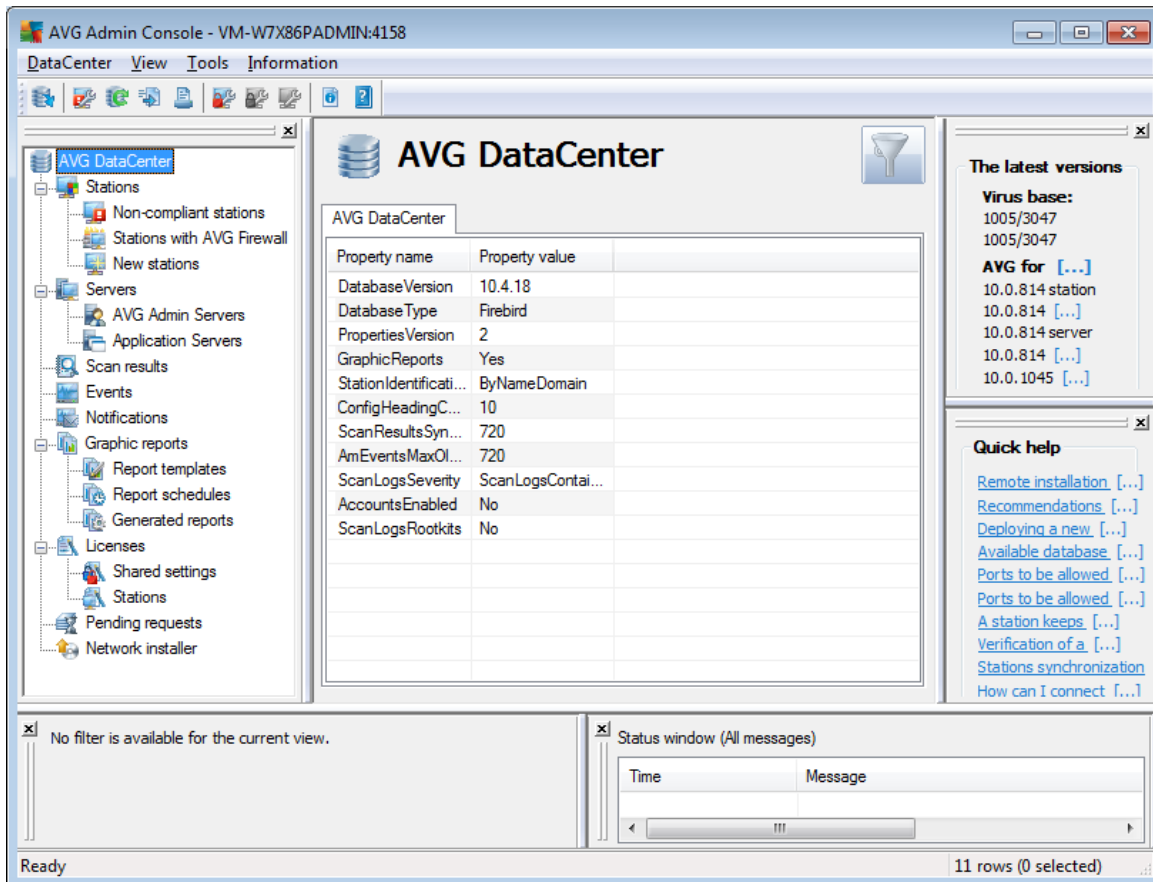 AVG Admin Console - VM-W7X86PADMIN:4158
DataCenter View Tools Information
AVG DataCenter
Stations
Non-compliant stations
Stations with AVG Firewall
New stations
Servers
AVG Admin Servers
Application Servers
Scan results
Events
Notifications
Graphic reports
Report templates
Report schedules
Generated reports
Licenses
Shared settings
Stations
Pending requests
Network installer
AVG DataCenter
AVG DataCenter
Property name Property value
DatabaseVersion 10.4.18
DatabaseType Firebird
PropertiesVersion 2
GraphicReports Yes
StationIdentificati... ByNameDomain
ConfigHeadingC... 10
ScanResultsSyn... 720
AmEventsMaxOl... 720
ScanLogsSeverity ScanLogsContai...
AccountsEnabled No
ScanLogsRootkits No
The latest versions
Virus base:
1005/3047
1005/3047
AVG for [...]
10.0.814 station
10.0.814 [...]
10.0.814 server
10.0.814 [...]
10.0.1045 [...]
Quick help
Remote installation [...]
Recommendations [...]
Deploying a new [...]
Available database [...]
Ports to be allowed [...]
Ports to be allowed [...]
A station keeps [...]
Verification of a [...]
Stations synchronization
How can I connect [...]
No filter is available for the current view.
Status window (All messages)
Time Message
Ready
11 rows (0 selected)